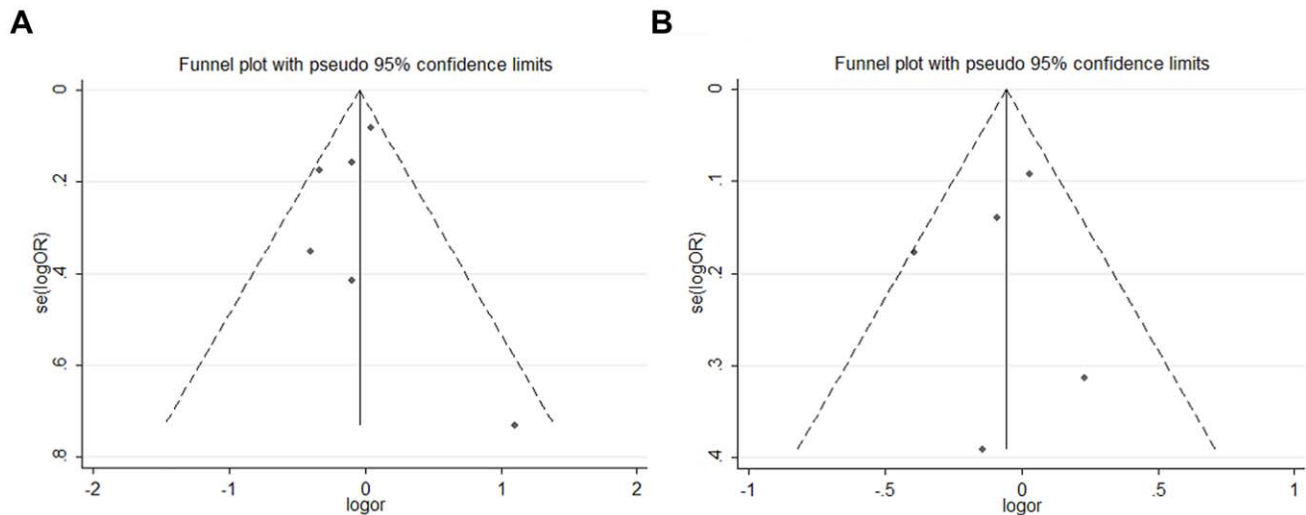 A
Funnel plot with pseudo 95% confidence limits
se(logOR)
0
.2
.4
.6
.8
-2
-1
0
1
2
logor
B
Funnel plot with pseudo 95% confidence limits
se(logOR)
0
.1
.2
.3
.4
-1
-.5
0
.5
1
logor